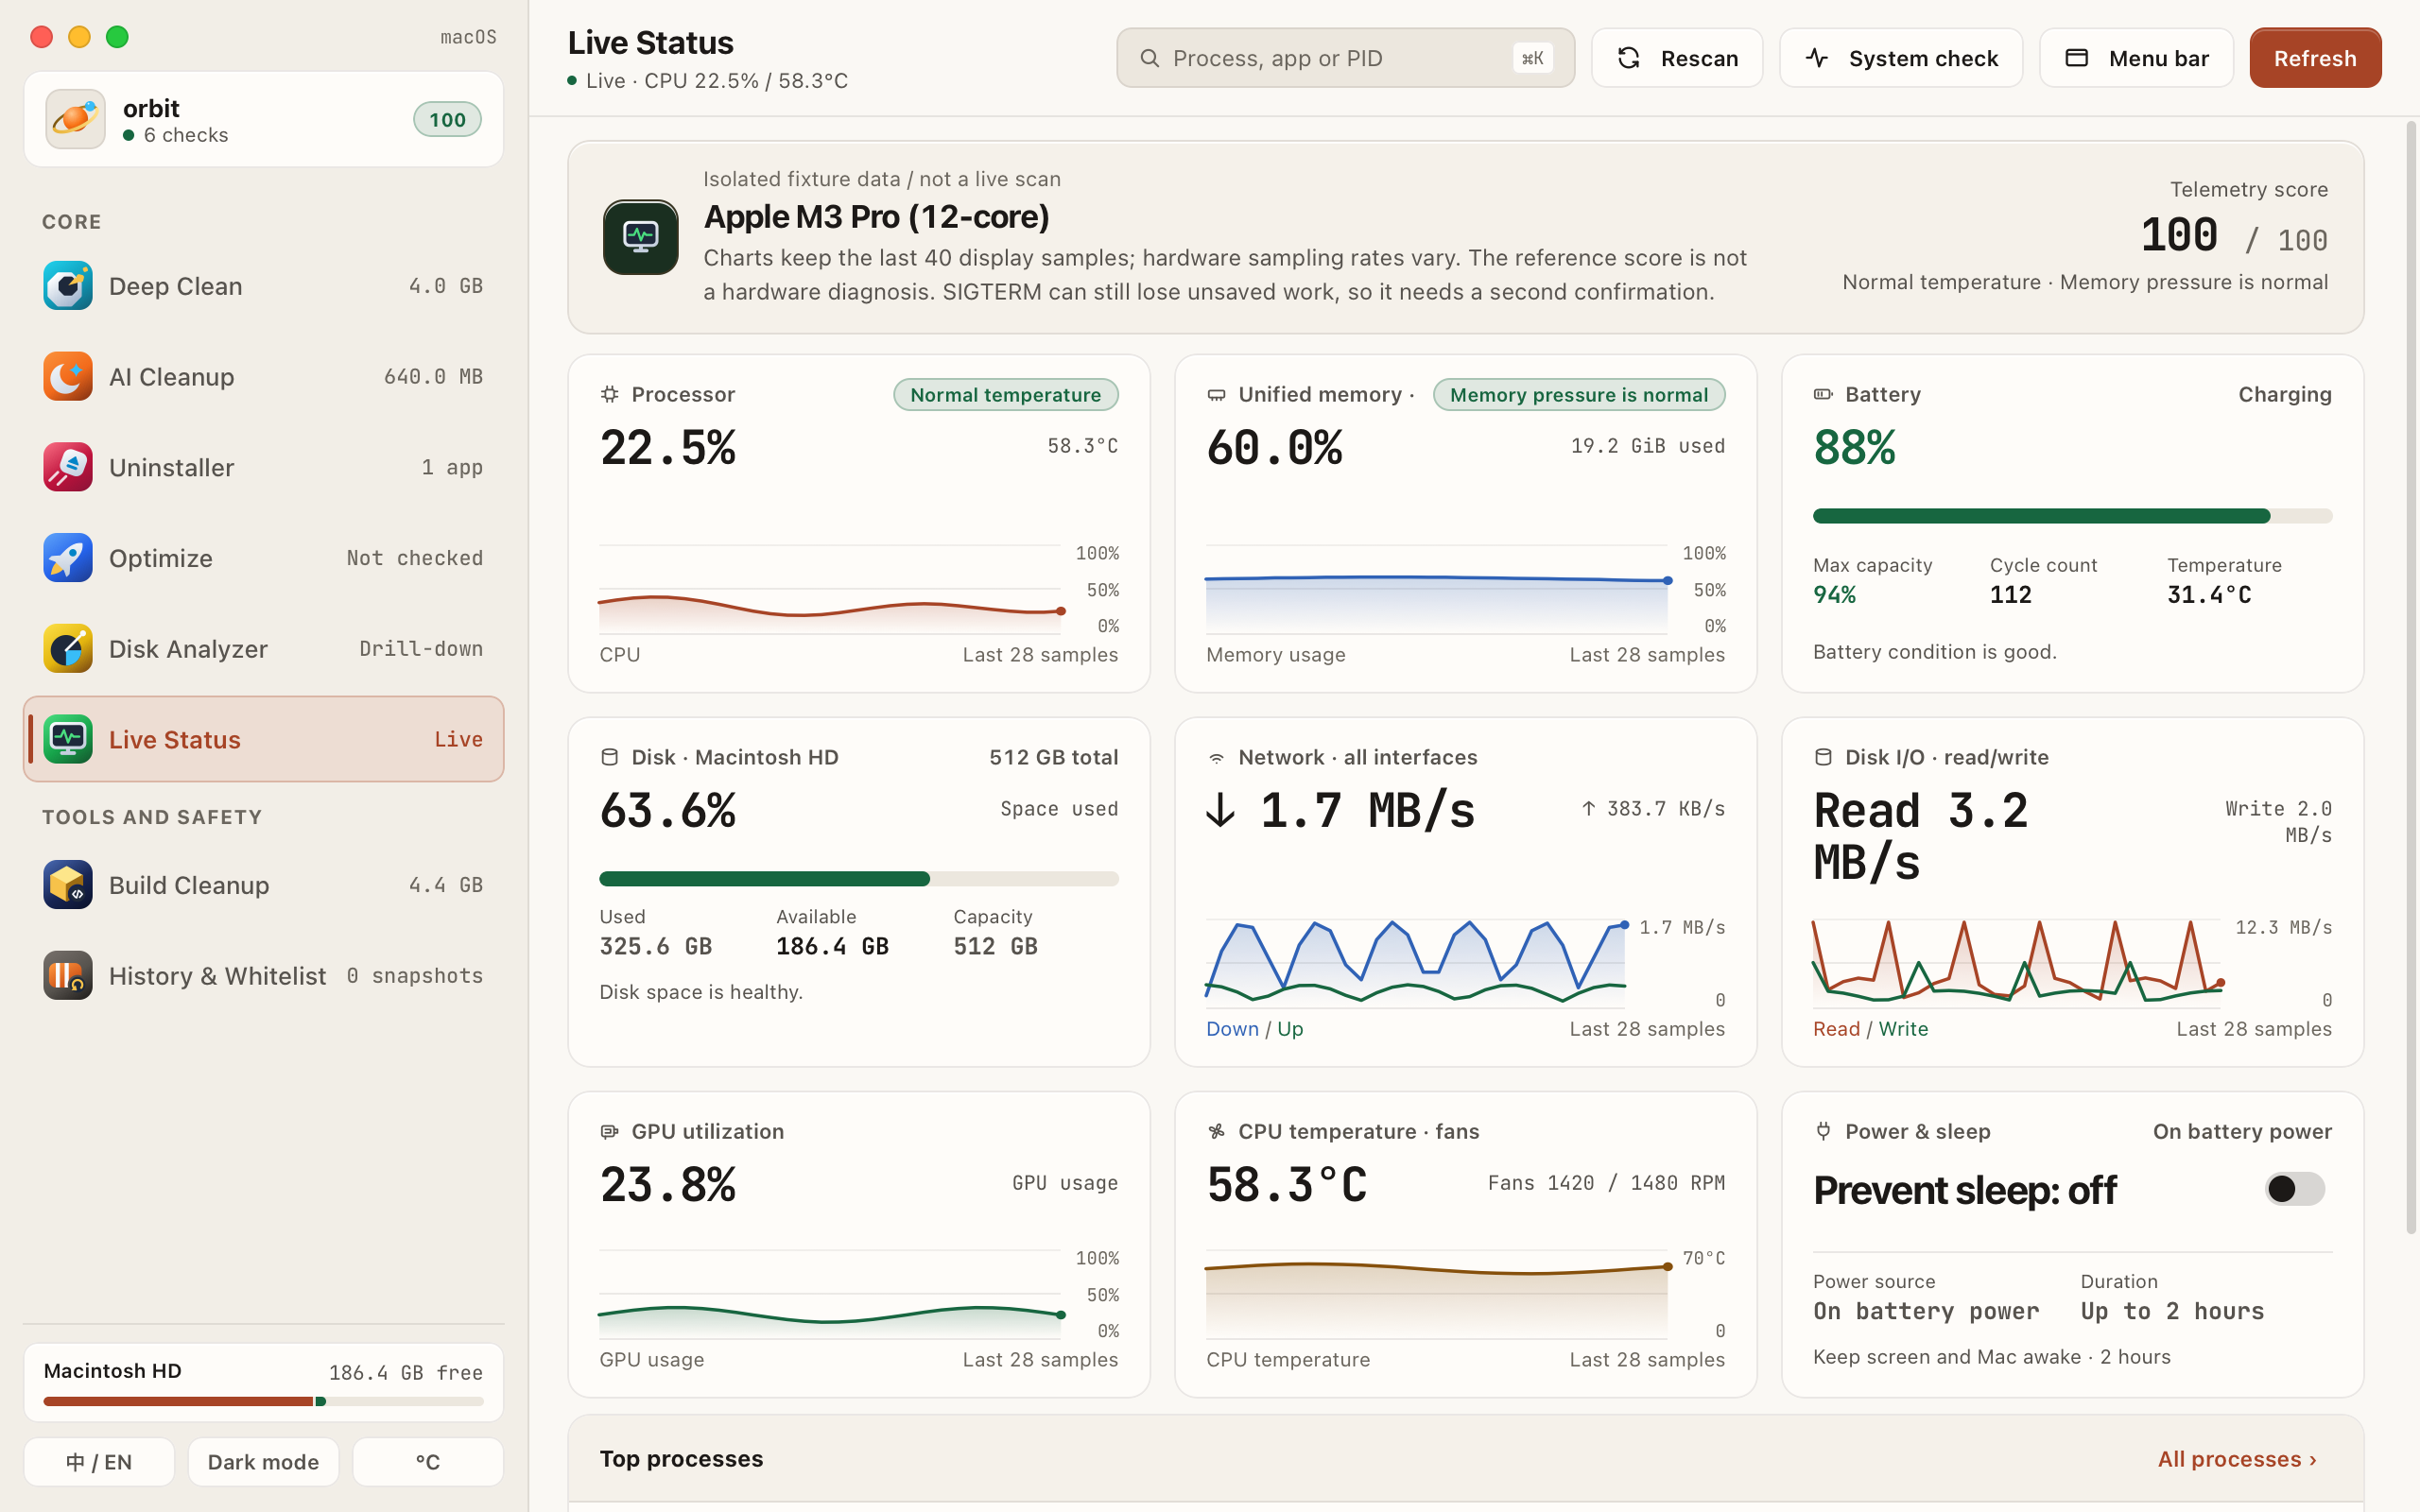 macOS
orbit
6 checks
100
CORE
Deep Clean 4.0 GB
AI Cleanup 640.0 MB
Uninstaller 1 app
Optimize Not checked
Disk Analyzer Drill-down
Live Status Live
TOOLS AND SAFETY
Build Cleanup 4.4 GB
History & Whitelist 0 snapshots
Macintosh HD 186.4 GB free
中 / EN
Dark mode
°C
Live Status
Live · CPU 22.5% / 58.3°C
Process, app or PID ⌘K
Rescan
System check
Menu bar
Refresh
Isolated fixture data / not a live scan
Apple M3 Pro (12-core)
Charts keep the last 40 display samples; hardware sampling rates vary. The reference score is not
a hardware diagnosis. SIGTERM can still lose unsaved work, so it needs a second confirmation.
Telemetry score
100 / 100
Normal temperature · Memory pressure is normal
Processor Normal temperature
22.5% 58.3°C
100%
50%
0%
CPU Last 28 samples
Unified memory · Memory pressure is normal
60.0% 19.2 GiB used
100%
50%
0%
Memory usage Last 28 samples
Battery Charging
88%
Max capacity Cycle count Temperature
94% 112 31.4°C
Battery condition is good.
Disk · Macintosh HD 512 GB total
63.6% Space used
Used Available Capacity
325.6 GB 186.4 GB 512 GB
Disk space is healthy.
Network · all interfaces
↓ 1.7 MB/s ↑ 383.7 KB/s
1.7 MB/s
0
Down / Up Last 28 samples
Disk I/O · read/write
Read 3.2
MB/s
Write 2.0
MB/s
12.3 MB/s
0
Read / Write Last 28 samples
GPU utilization
23.8% GPU usage
100%
50%
0%
GPU usage Last 28 samples
CPU temperature · fans
58.3°C Fans 1420 / 1480 RPM
70°C
0
CPU temperature Last 28 samples
Power & sleep On battery power
Prevent sleep: off
Power source Duration
On battery power Up to 2 hours
Keep screen and Mac awake · 2 hours
Top processes All processes ›